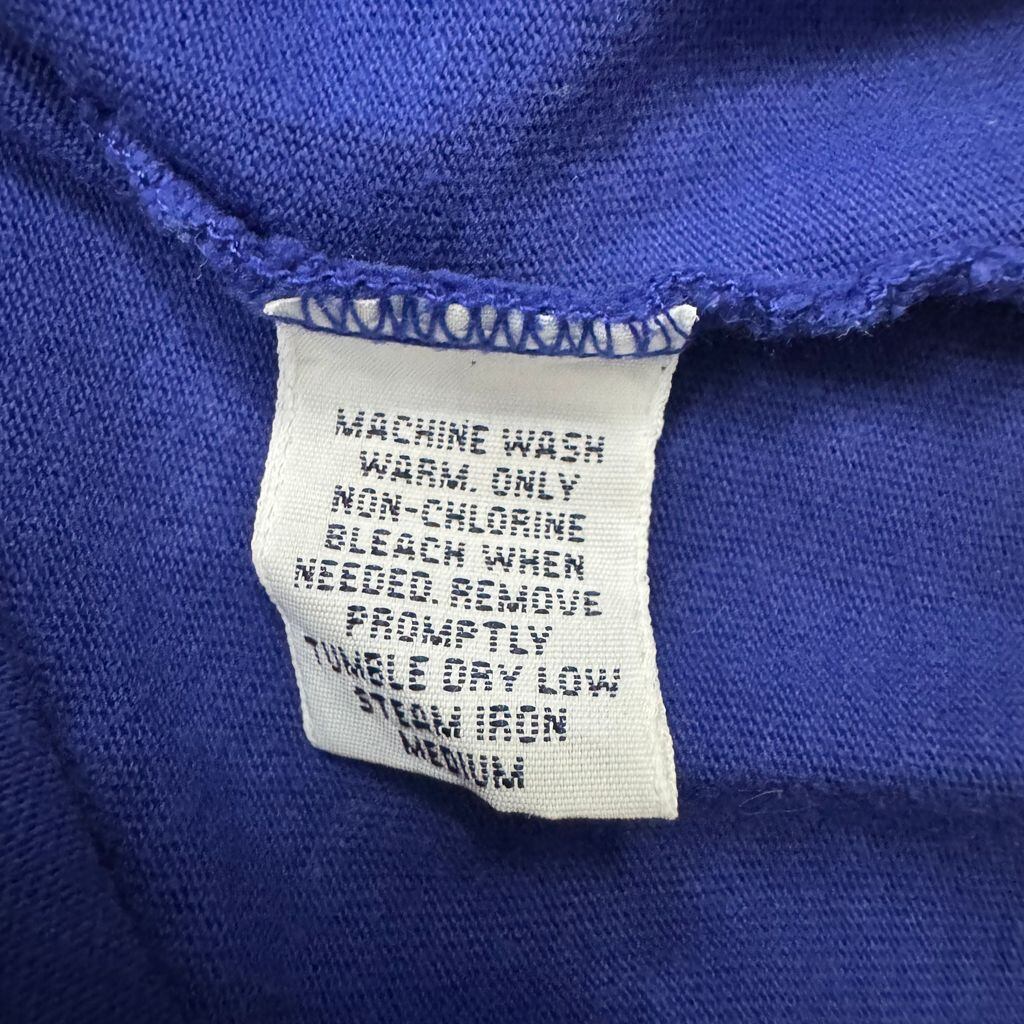 MACHINE WASH
WARM. ONLY
NON-CHLORINE
BLEACH WHEN
NEEDED. REMOVE
PROMPTLY
TUMBLE DRY LOW
STEAM IRON
MEDIUM